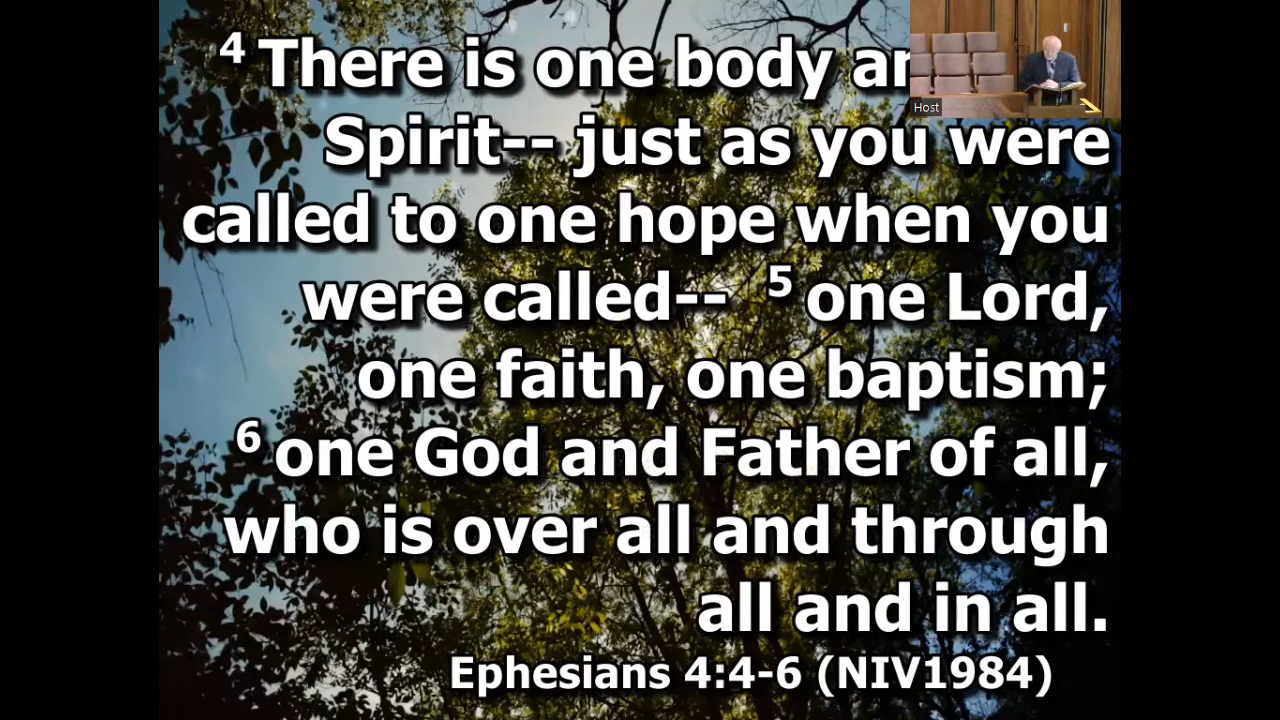 4 There is one body
Spirit-- just as you were
called to one hope when you
were called-- 5 one Lord,
one faith, one baptism;
6 one God and Father of all,
who is over all and through
all and in all.
Ephesians 4:4-6 (NIV1984)
Host